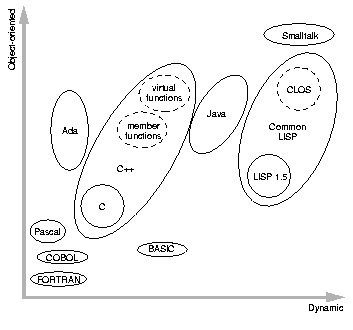 Object-oriented
Smalltalk
virtual
functions
CLOS
Java
member
functions
Ada
Common
LISP
C++
LISP 1.5
C
Pascal
BASIC
COBOL
FORTRAN
Dynamic